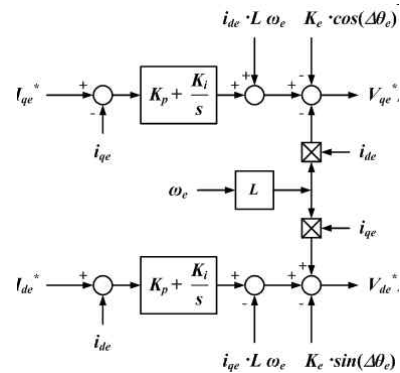 i_de · L ω_e K_e · cos(Δθ_e)
I_qe* + - K_p + K_i/s + + + - - V_qe*
i_qe
i_de
ω_e L
i_qe
I_de* + - K_p + K_i/s + - + + - V_de*
i_de
i_qe · L ω_e K_e · sin(Δθ_e)